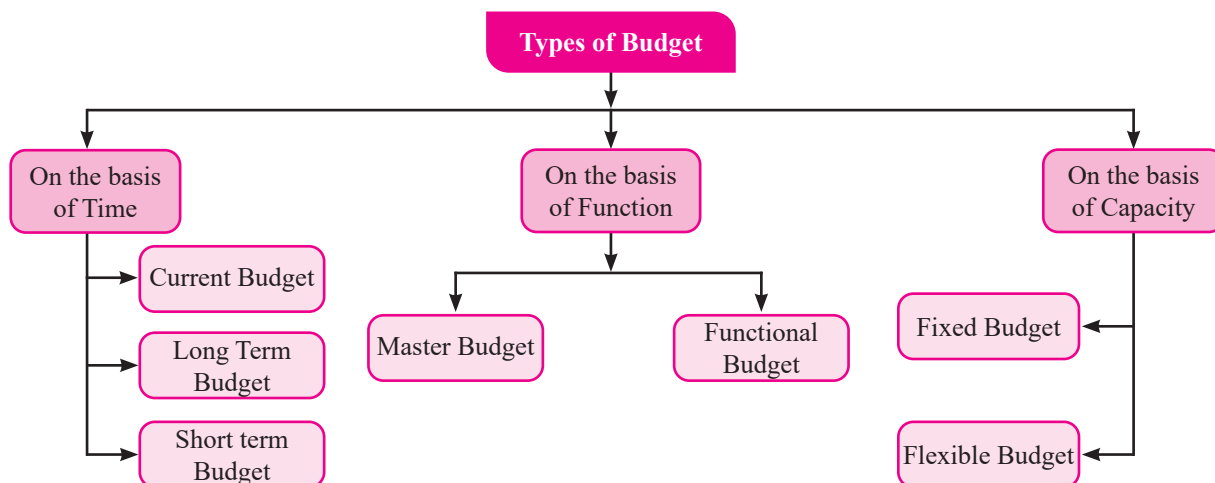 Types of Budget
On the basis
of Time
On the basis
of Function
On the basis
of Capacity
Current Budget
Long Term
Budget
Short term
Budget
Master Budget
Functional
Budget
Fixed Budget
Flexible Budget